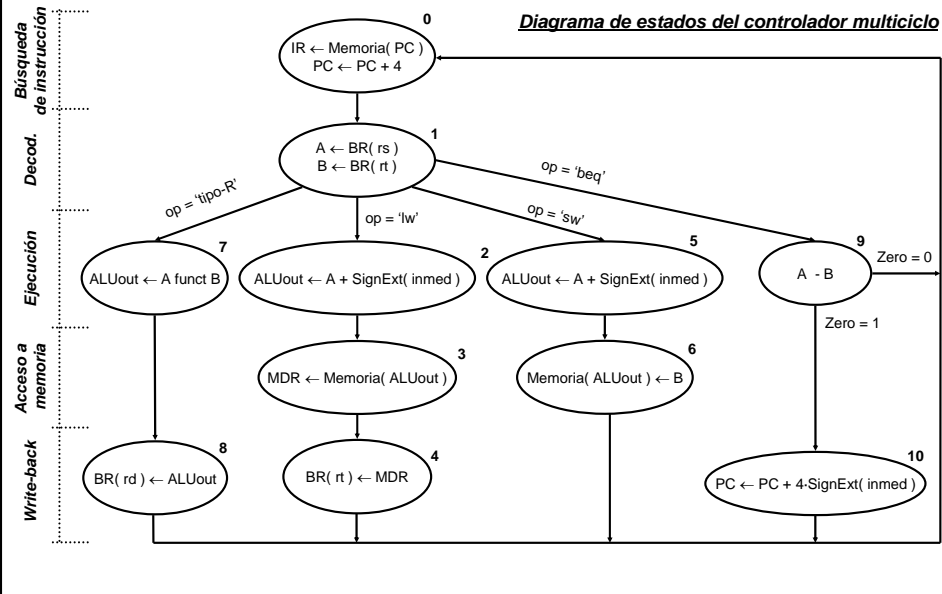 Diagrama de estados del controlador multiciclo
Búsqueda
de instrucción
0
IR ← Memoria( PC )
PC ← PC + 4
Decod.
1
A ← BR( rs )
B ← BR( rt )
op = 'tipo-R'
op = 'lw'
op = 'sw'
op = 'beq'
Ejecución
7
ALUout ← A funct B
2
ALUout ← A + SignExt( inmed )
5
ALUout ← A + SignExt( inmed )
9
A - B
Zero = 0
Zero = 1
Acceso a
memoria
3
MDR ← Memoria( ALUout )
6
Memoria( ALUout ) ← B
Write-back
8
BR( rd ) ← ALUout
4
BR( rt ) ← MDR
10
PC ← PC + 4·SignExt( inmed )